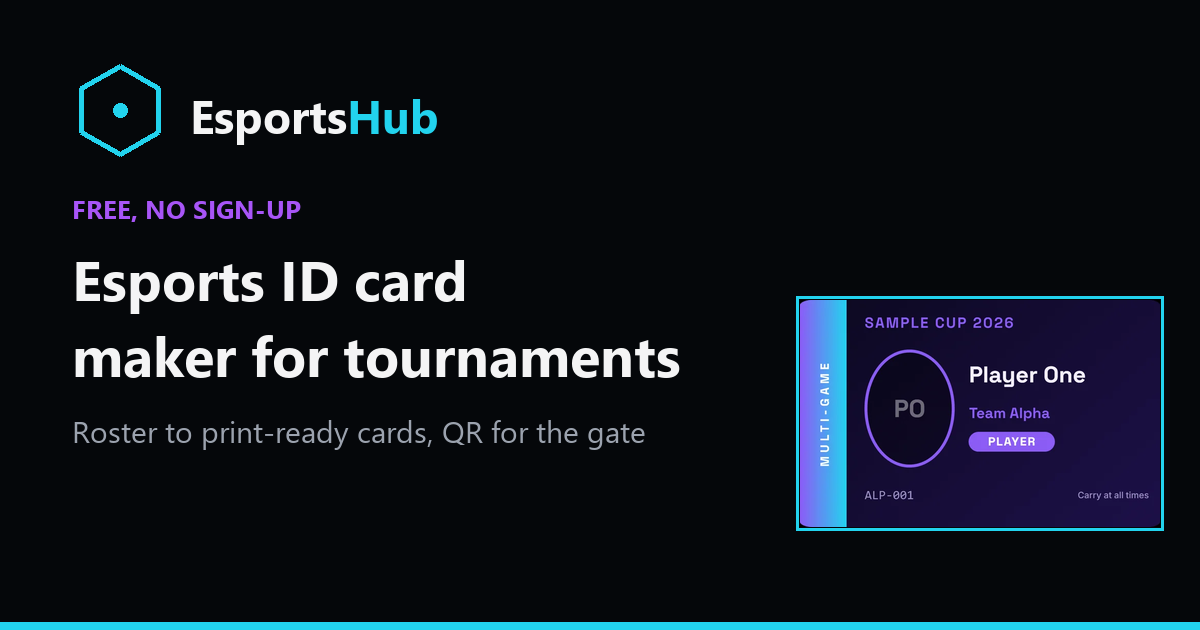 EsportsHub
FREE, NO SIGN-UP
Esports ID card
maker for tournaments
Roster to print-ready cards, QR for the gate
MULTI-GAME
SAMPLE CUP 2026
PO
Player One
Team Alpha
PLAYER
ALP-001
Carry at all times